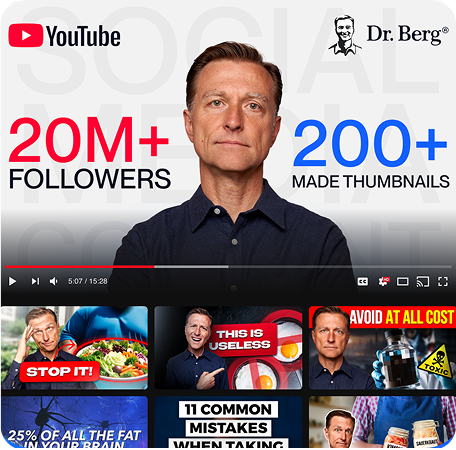 SOCIAL
MEDIA
YouTube
Dr. Berg®
20M+
FOLLOWERS
200+
MADE THUMBNAILS
5:07 / 15:28
CC
HD
STOP IT!
THIS IS
USELESS
AVOID AT ALL COST
TOXIC
25% OF ALL THE FAT
IN YOUR BRAIN
11 COMMON
MISTAKES
WHEN TAKING
SAUERKRAUT